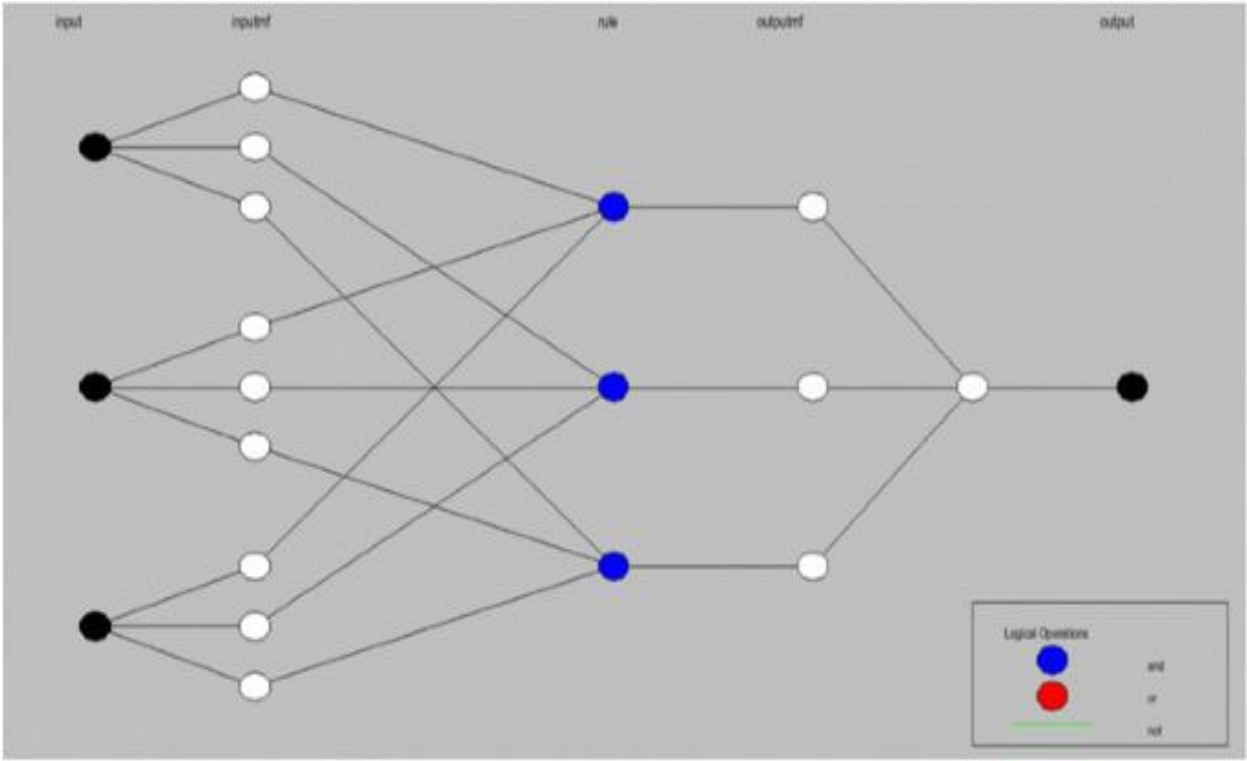 input inputmf rule outputmf output
Logical Operations
and
or
not